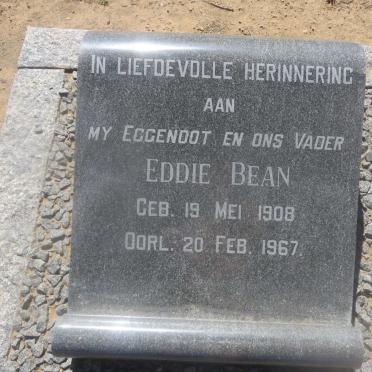 IN LIEFDEVOLLE HERINNERING
AAN
MY EGGENOOT EN ONS VADER
EDDIE BEAN
GEB. 19 MEI 1908
OORL. 20 FEB. 1967.